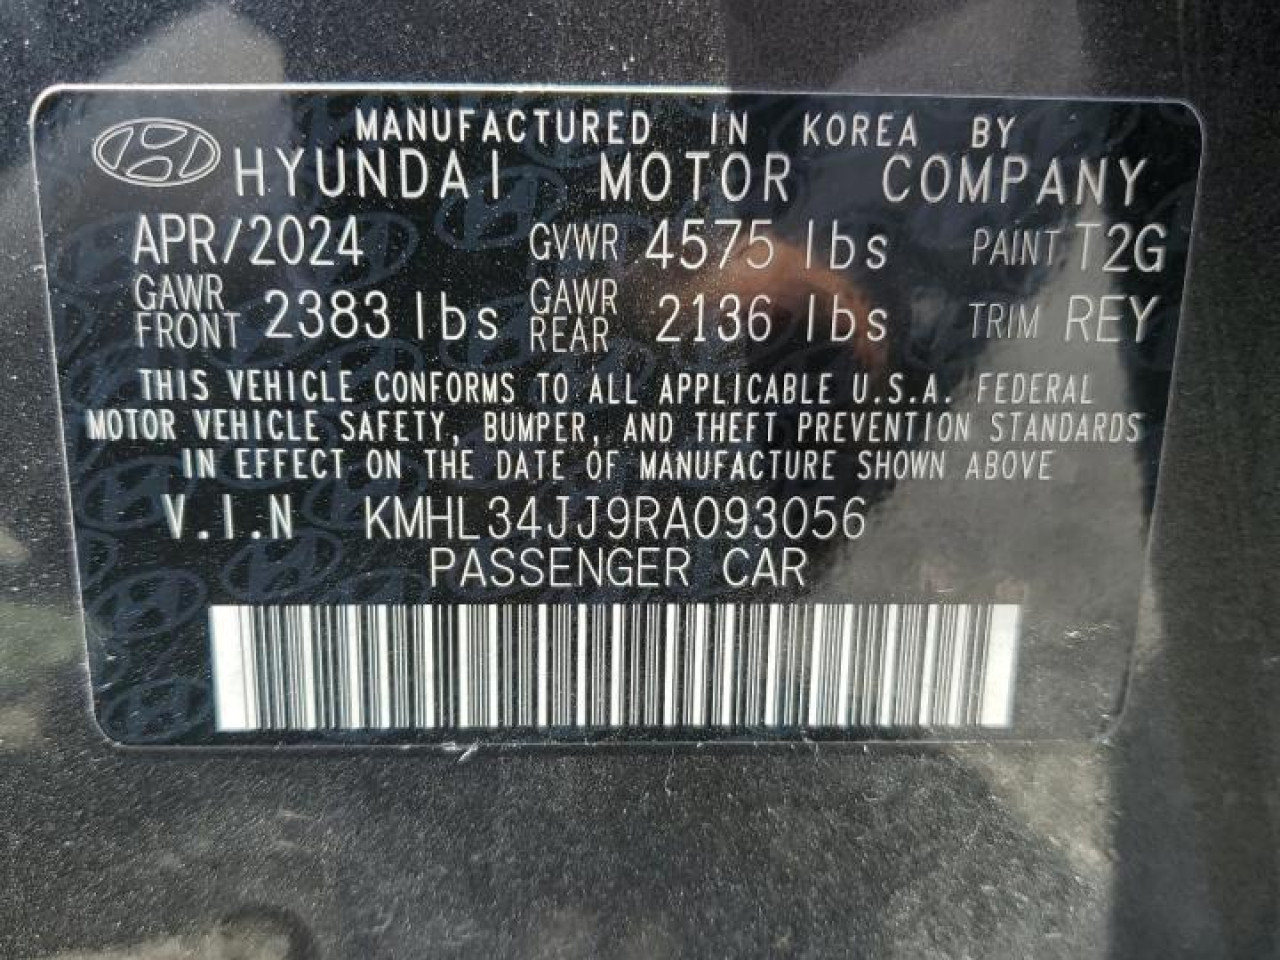 MANUFACTURED IN KOREA BY
HYUNDAI MOTOR COMPANY
APR/2024 GVWR 4575 lbs PAINT T2G
GAWR FRONT 2383 lbs GAWR REAR 2136 lbs TRIM REY
THIS VEHICLE CONFORMS TO ALL APPLICABLE U.S.A. FEDERAL
MOTOR VEHICLE SAFETY, BUMPER, AND THEFT PREVENTION STANDARDS
IN EFFECT ON THE DATE OF MANUFACTURE SHOWN ABOVE
V.I.N KMHL34JJ9RA093056
PASSENGER CAR